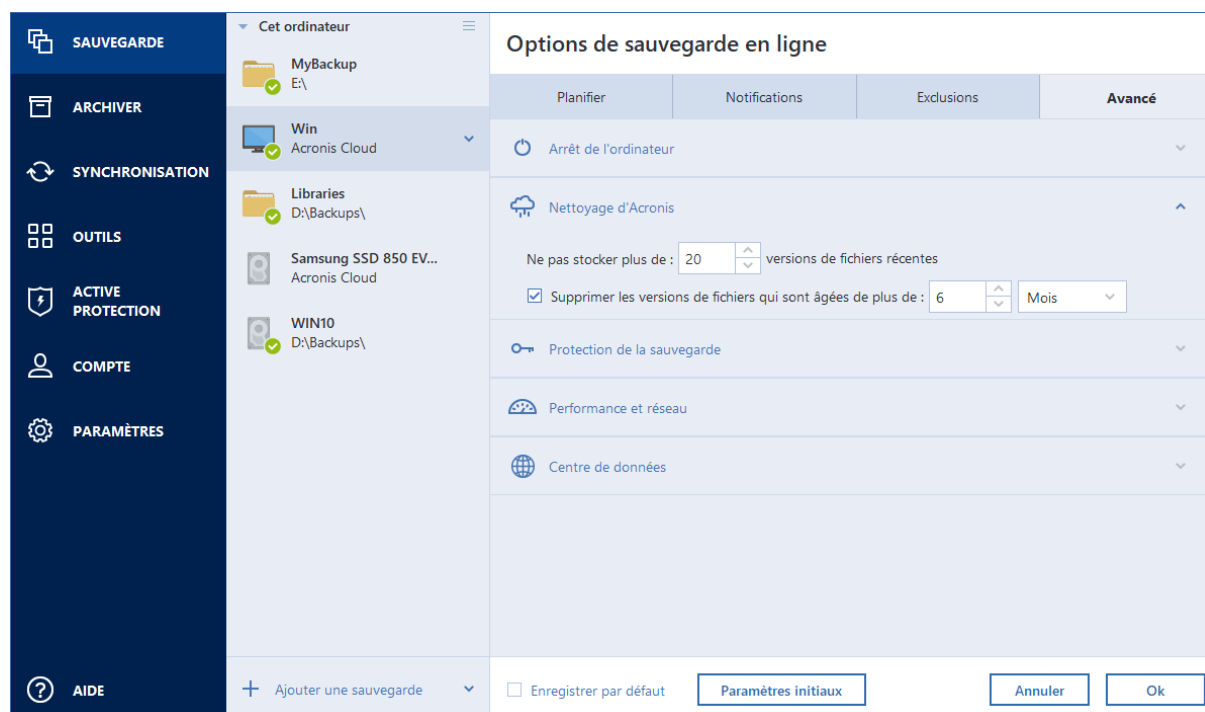 SAUVEGARDE
ARCHIVER
SYNCHRONISATION
OUTILS
ACTIVE
PROTECTION
COMPTE
PARAMÈTRES
AIDE
Cet ordinateur
MyBackup
E:\
Win
Acronis Cloud
Libraries
D:\Backups\
Samsung SSD 850 EV...
Acronis Cloud
WIN10
D:\Backups\
Ajouter une sauvegarde
Options de sauvegarde en ligne
Planifier
Notifications
Exclusions
Avancé
Arrêt de l'ordinateur
Nettoyage d'Acronis
Ne pas stocker plus de : 20 versions de fichiers récentes
Supprimer les versions de fichiers qui sont âgées de plus de : 6 Mois
Protection de la sauvegarde
Performance et réseau
Centre de données
Enregistrer par défaut
Paramètres initiaux
Annuler
Ok